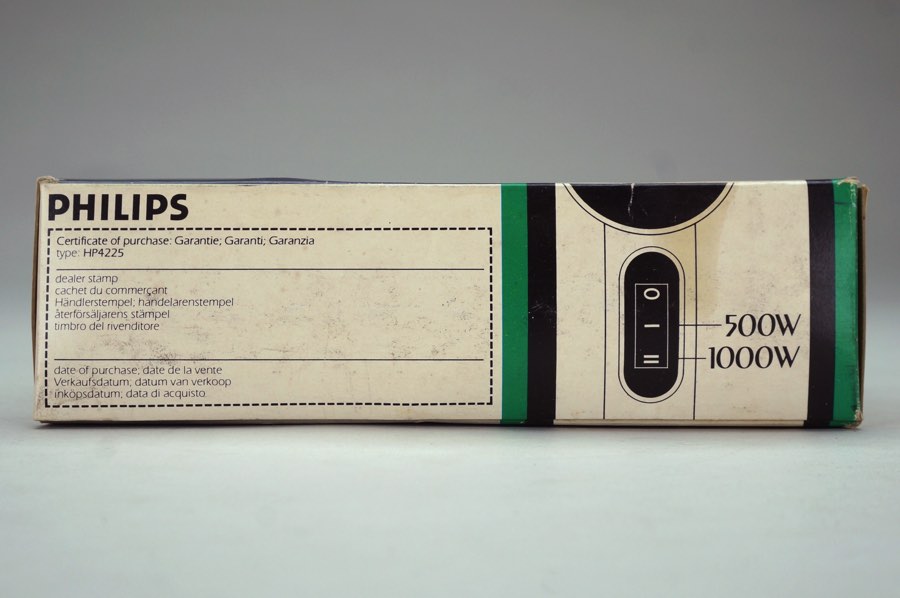 PHILIPS
Certificate of purchase; Garantie; Garanti; Garanzia
type: HP4225
dealer stamp
cachet du commerçant
Händlerstempel; handelarenstempel
återförsäljarens stämpel
timbro del rivenditore
date of purchase; date de la vente
Verkaufsdatum; datum van verkoop
inköpsdatum; data di acquisto
O
I
II
500W
1000W